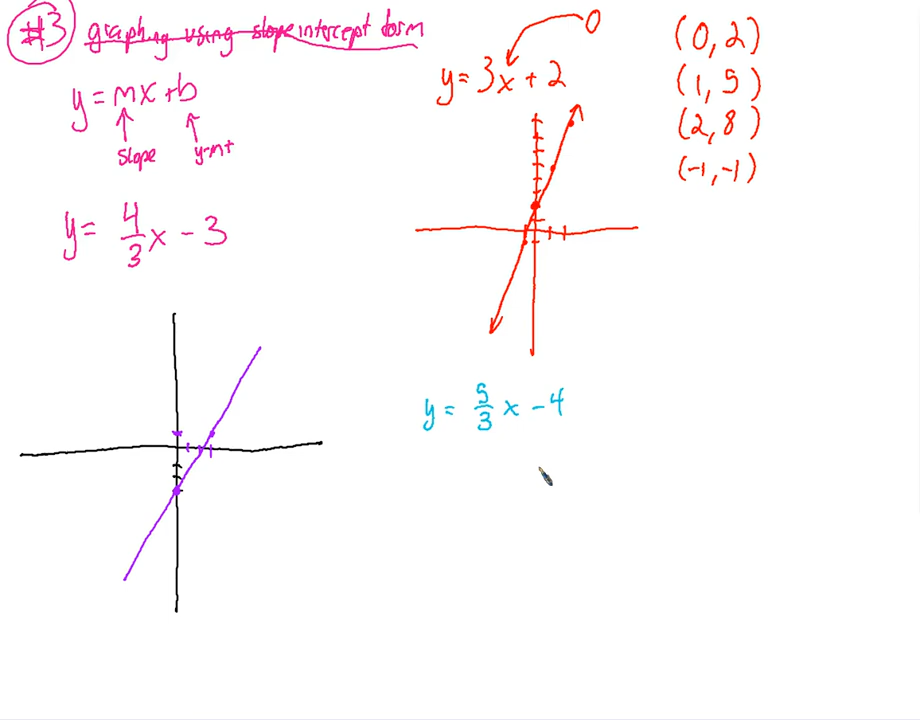 #3 graphing using slope intercept form
y = mx + b
slope y-int
y = 4/3 x - 3
0
y = 3x + 2
(0, 2)
(1, 5)
(2, 8)
(-1, -1)
y = 5/3 x - 4